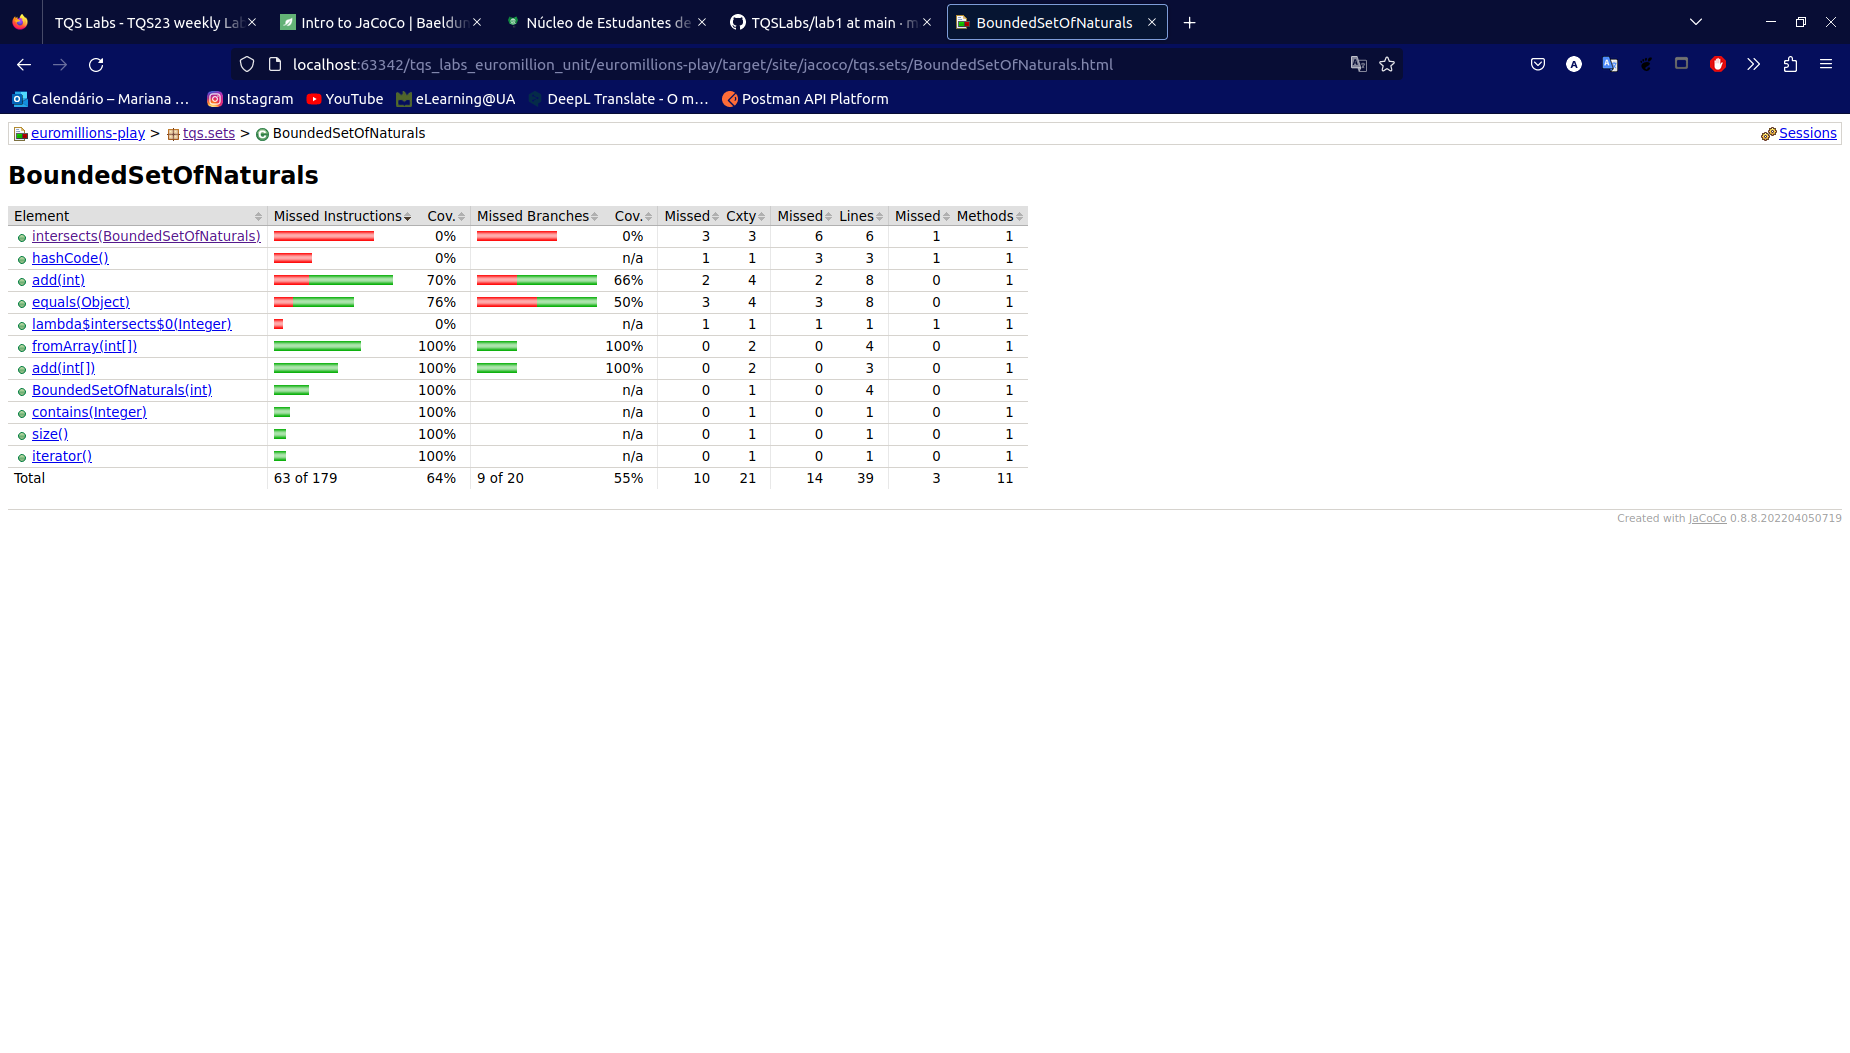 TQS Labs - TQS23 weekly La
Intro to JaCoCo | Baeldun
Núcleo de Estudantes de
TQSLabs/lab1 at main · m
BoundedSetOfNaturals
localhost:63342/tqs_labs_euromillion_unit/euromillions-play/target/site/jacoco/tqs.sets/BoundedSetOfNaturals.html
Calendário – Mariana … Instagram YouTube eLearning@UA DeepL Translate - O m… Postman API Platform
euromillions-play > tqs.sets > BoundedSetOfNaturals Sessions
BoundedSetOfNaturals
Element Missed Instructions Cov. Missed Branches Cov. Missed Cxty Missed Lines Missed Methods
intersects(BoundedSetOfNaturals) 0% 0% 3 3 6 6 1 1
hashCode() 0% n/a 1 1 3 3 1 1
add(int) 70% 66% 2 4 2 8 0 1
equals(Object) 76% 50% 3 4 3 8 0 1
lambda$intersects$0(Integer) 0% n/a 1 1 1 1 1 1
fromArray(int[]) 100% 100% 0 2 0 4 0 1
add(int[]) 100% 100% 0 2 0 3 0 1
BoundedSetOfNaturals(int) 100% n/a 0 1 0 4 0 1
contains(Integer) 100% n/a 0 1 0 1 0 1
size() 100% n/a 0 1 0 1 0 1
iterator() 100% n/a 0 1 0 1 0 1
Total 63 of 179 64% 9 of 20 55% 10 21 14 39 3 11
Created with JaCoCo 0.8.8.202204050719